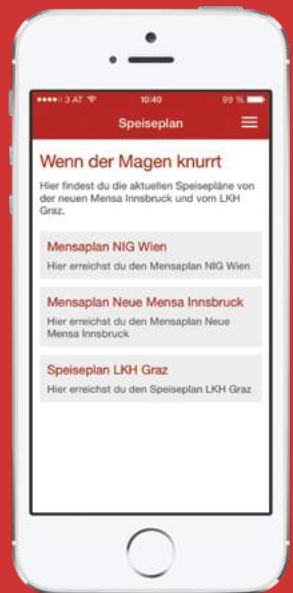 3 AT 10:40 99 %
Speiseplan
Wenn der Magen knurrt
Hier findest du die aktuellen Speisepläne von
der neuen Mensa Innsbruck und vom LKH
Graz.
Mensaplan NIG Wien
Hier erreichst du den Mensaplan NIG Wien
Mensaplan Neue Mensa Innsbruck
Hier erreichst du den Mensaplan Neue
Mensa Innsbruck
Speiseplan LKH Graz
Hier erreichst du den Speiseplan LKH Graz